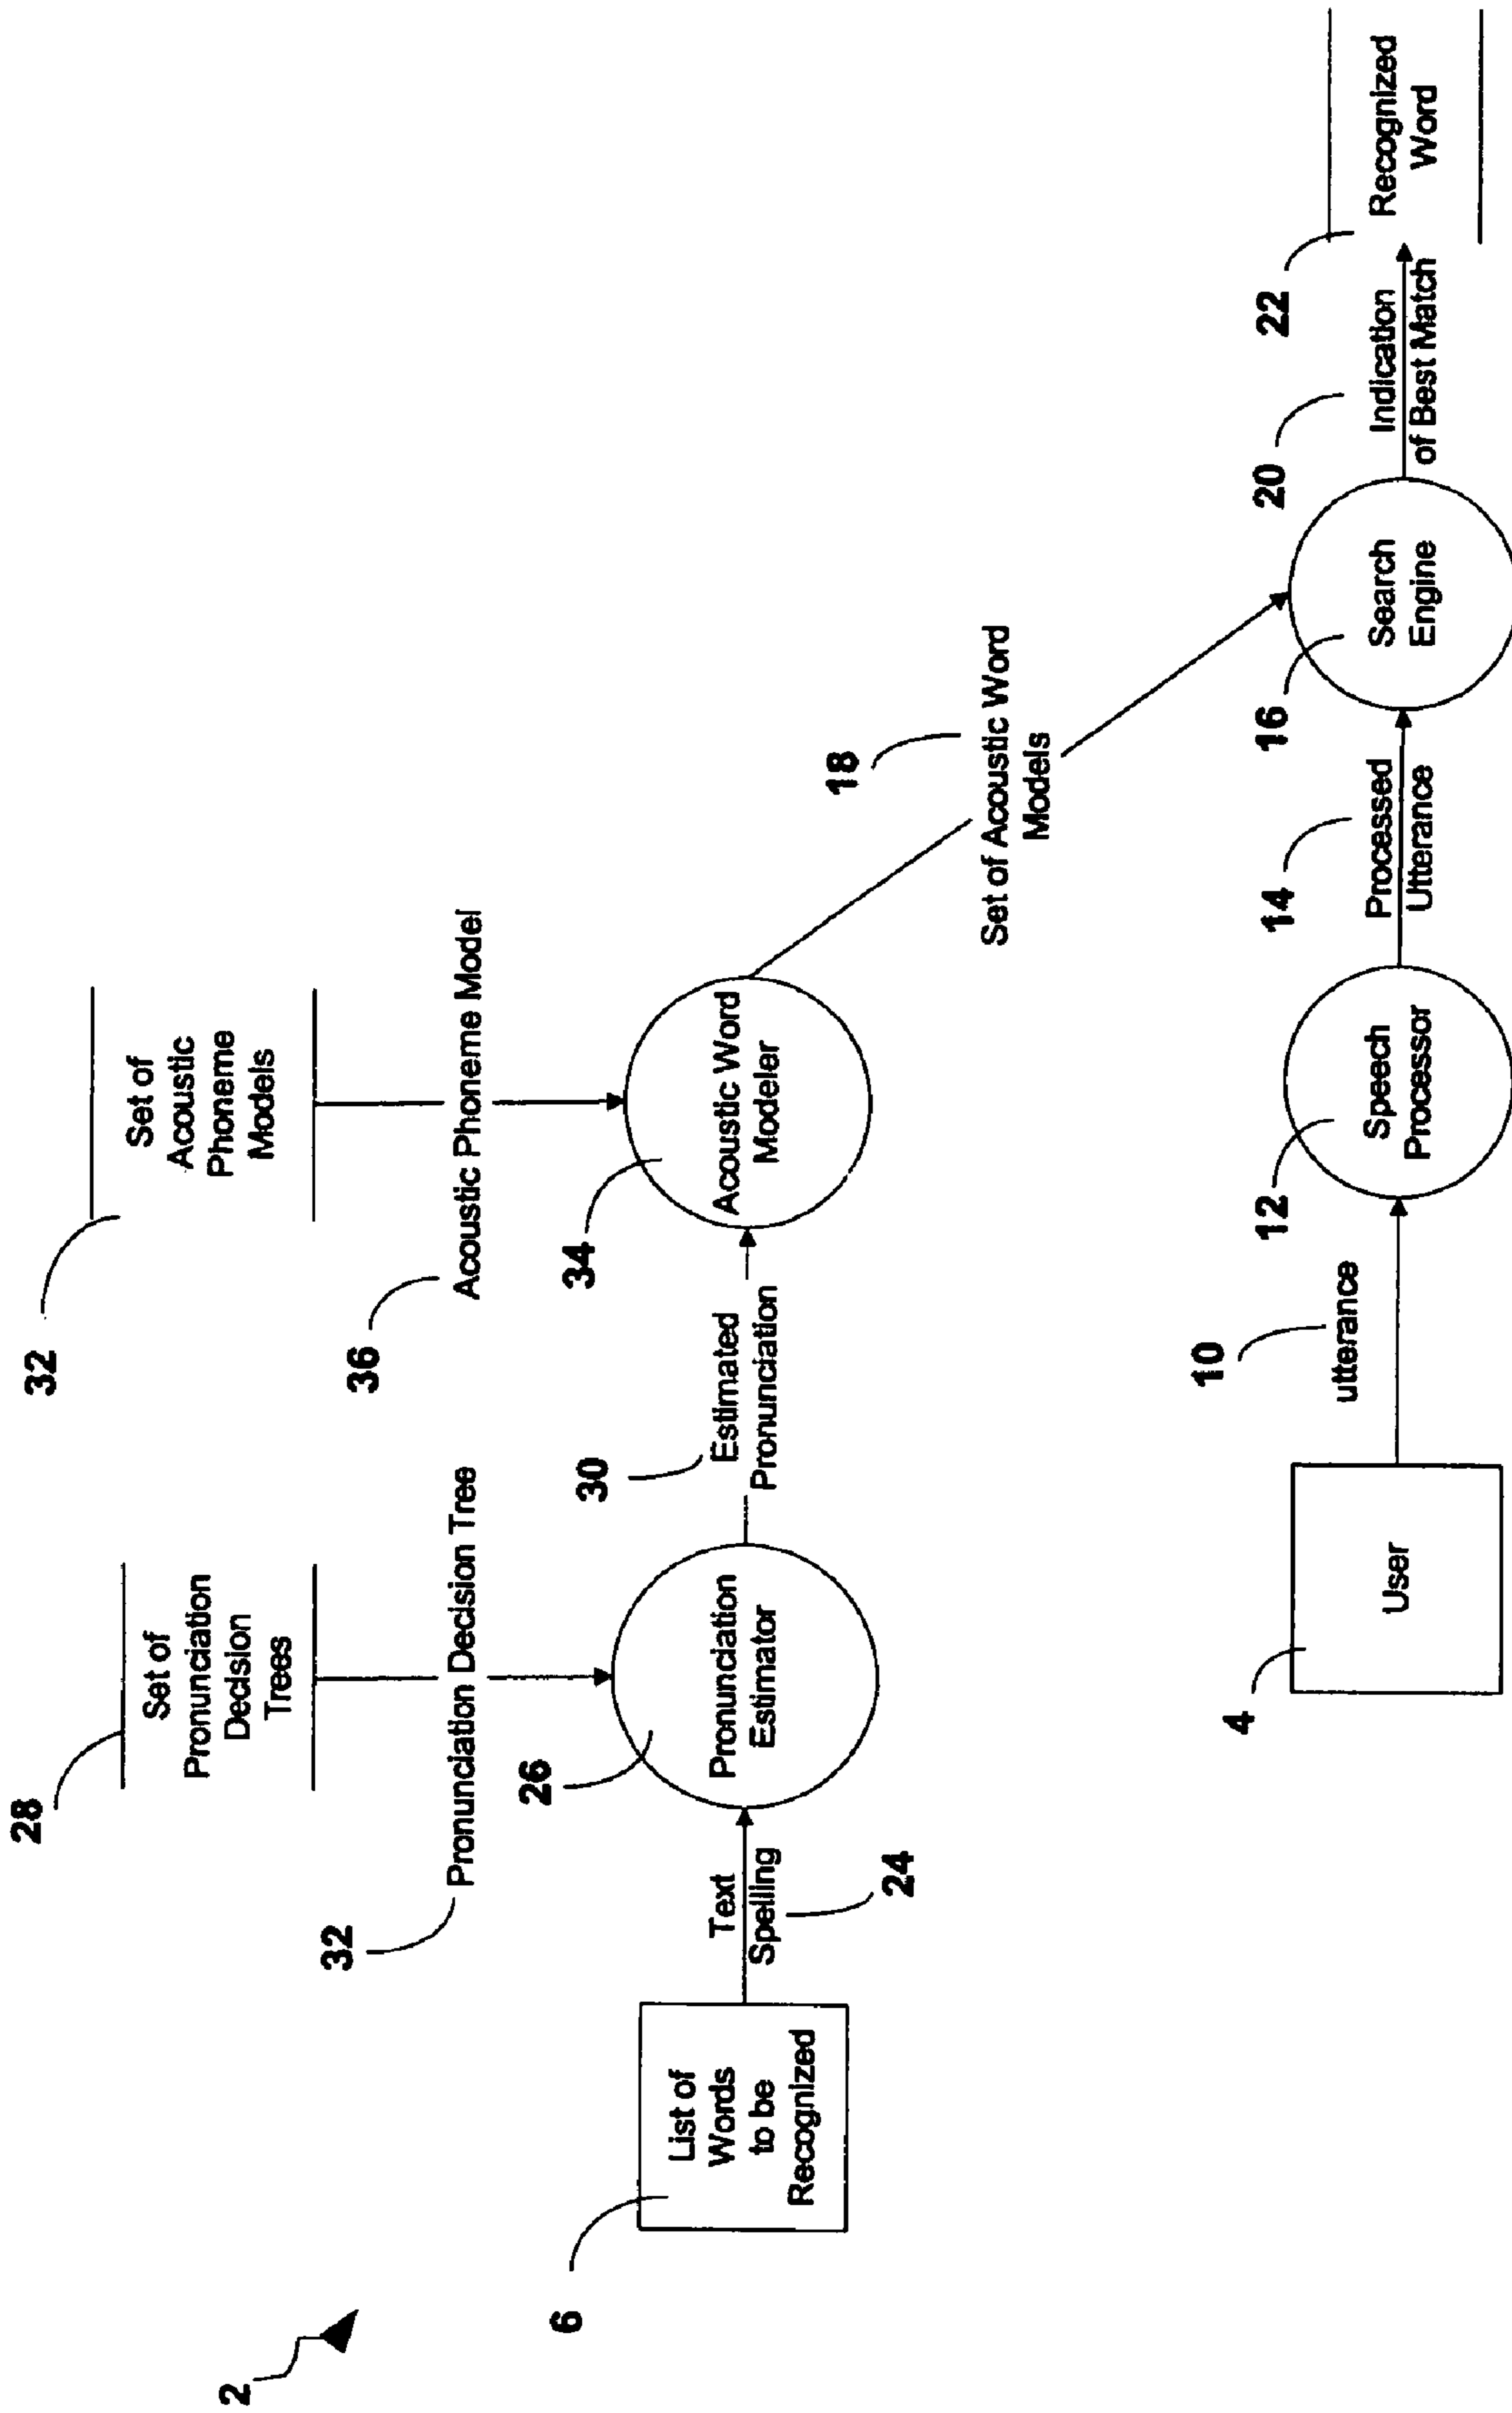 2
28
Set of
Pronunciation
Decision
Trees
32
Set of
Acoustic
Phoneme
Models
32
Pronunciation Decision Tree
36
Acoustic Phoneme Model
6
List of
Words
to be
Recognized
Text
Spelling
24
26
Pronunciation
Estimator
30
Estimated
Pronunciation
34
Acoustic Word
Modeler
18
Set of Acoustic Word
Models
4
User
10
utterance
12
Speech
Processor
14
Processed
Utterance
16
Search
Engine
20
Indication
of Best Match
22
Recognized
Word